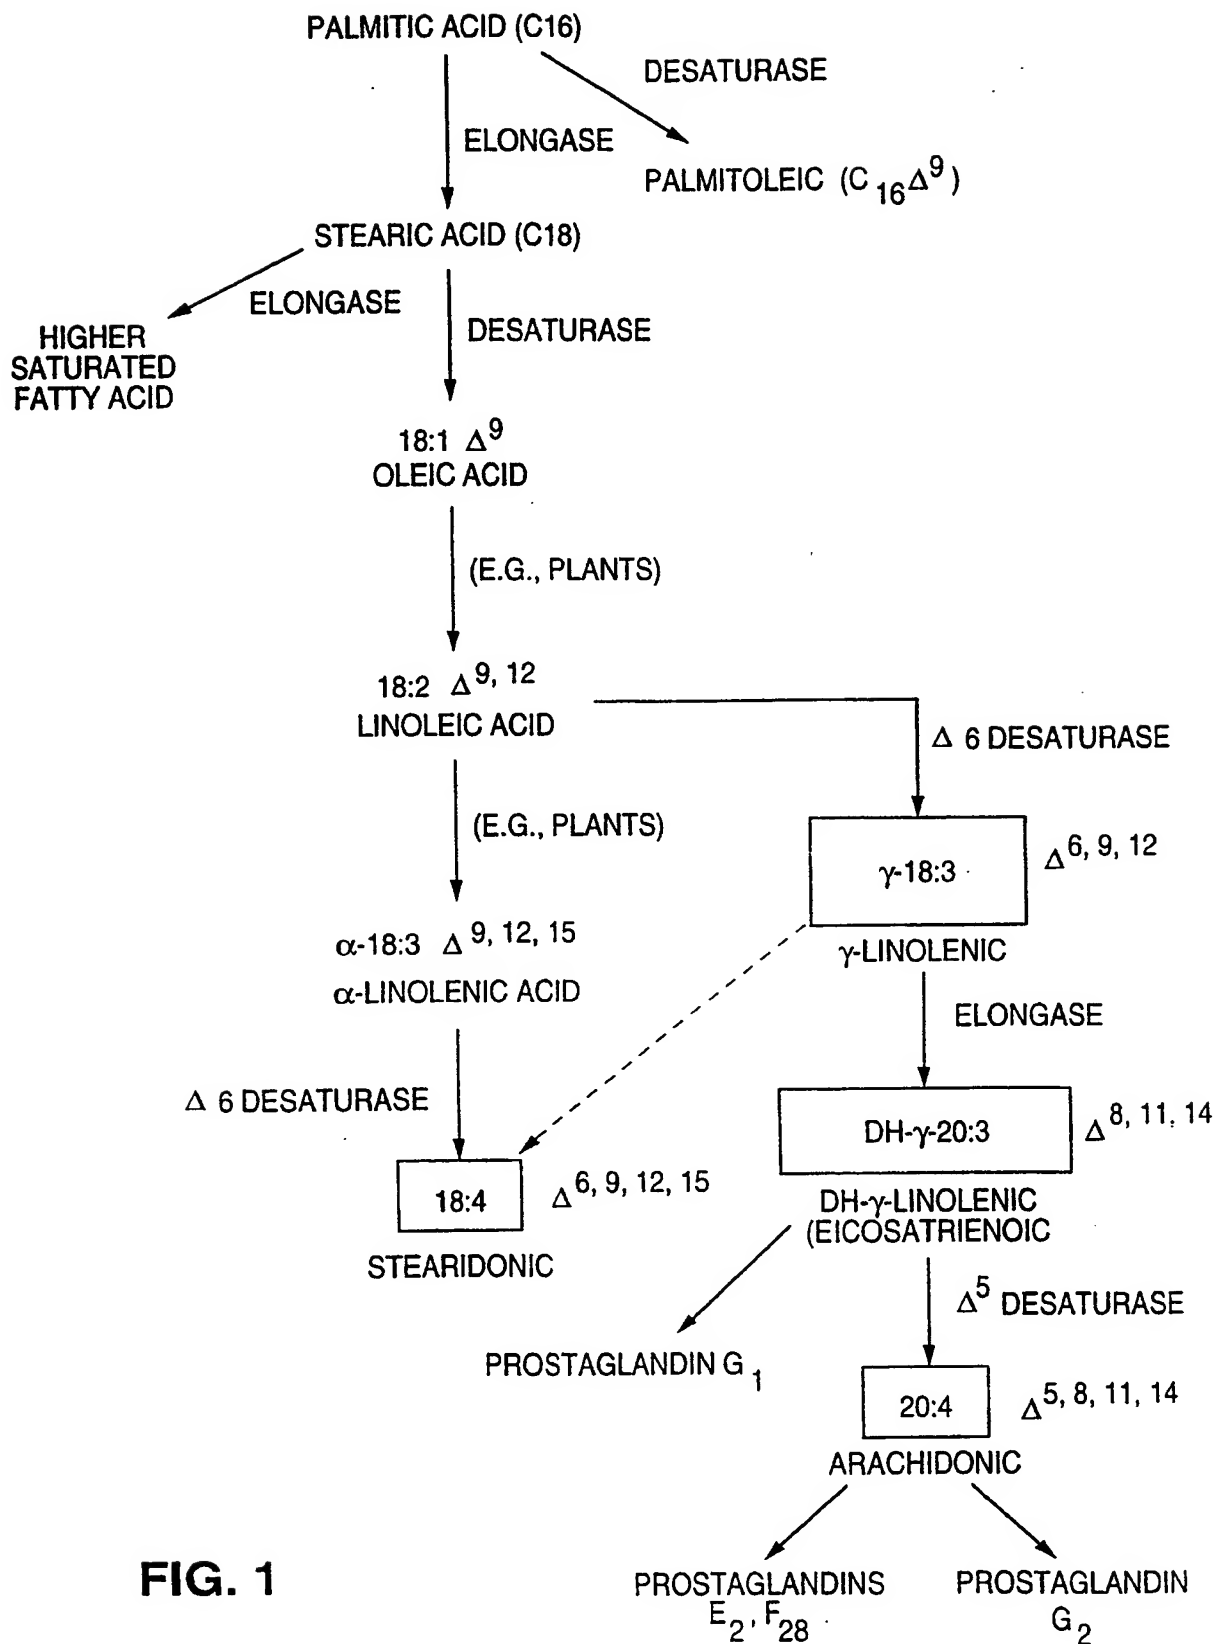 PALMITIC ACID (C16)
DESATURASE
ELONGASE
PALMITOLEIC (C₁₆Δ⁹)
STEARIC ACID (C18)
ELONGASE
DESATURASE
HIGHER
SATURATED
FATTY ACID
18:1 Δ⁹
OLEIC ACID
(E.G., PLANTS)
18:2 Δ⁹, ¹²
LINOLEIC ACID
Δ 6 DESATURASE
(E.G., PLANTS)
γ-18:3 Δ⁶, ⁹, ¹²
α-18:3 Δ⁹, ¹², ¹⁵
γ-LINOLENIC
α-LINOLENIC ACID
ELONGASE
Δ 6 DESATURASE
DH-γ-20:3 Δ⁸, ¹¹, ¹⁴
18:4 Δ⁶, ⁹, ¹², ¹⁵
DH-γ-LINOLENIC
(EICOSATRIENOIC
STEARIDONIC
Δ⁵ DESATURASE
PROSTAGLANDIN G₁
20:4 Δ⁵, ⁸, ¹¹, ¹⁴
ARACHIDONIC
FIG. 1
PROSTAGLANDINS
E₂, F₂₈
PROSTAGLANDIN
G₂